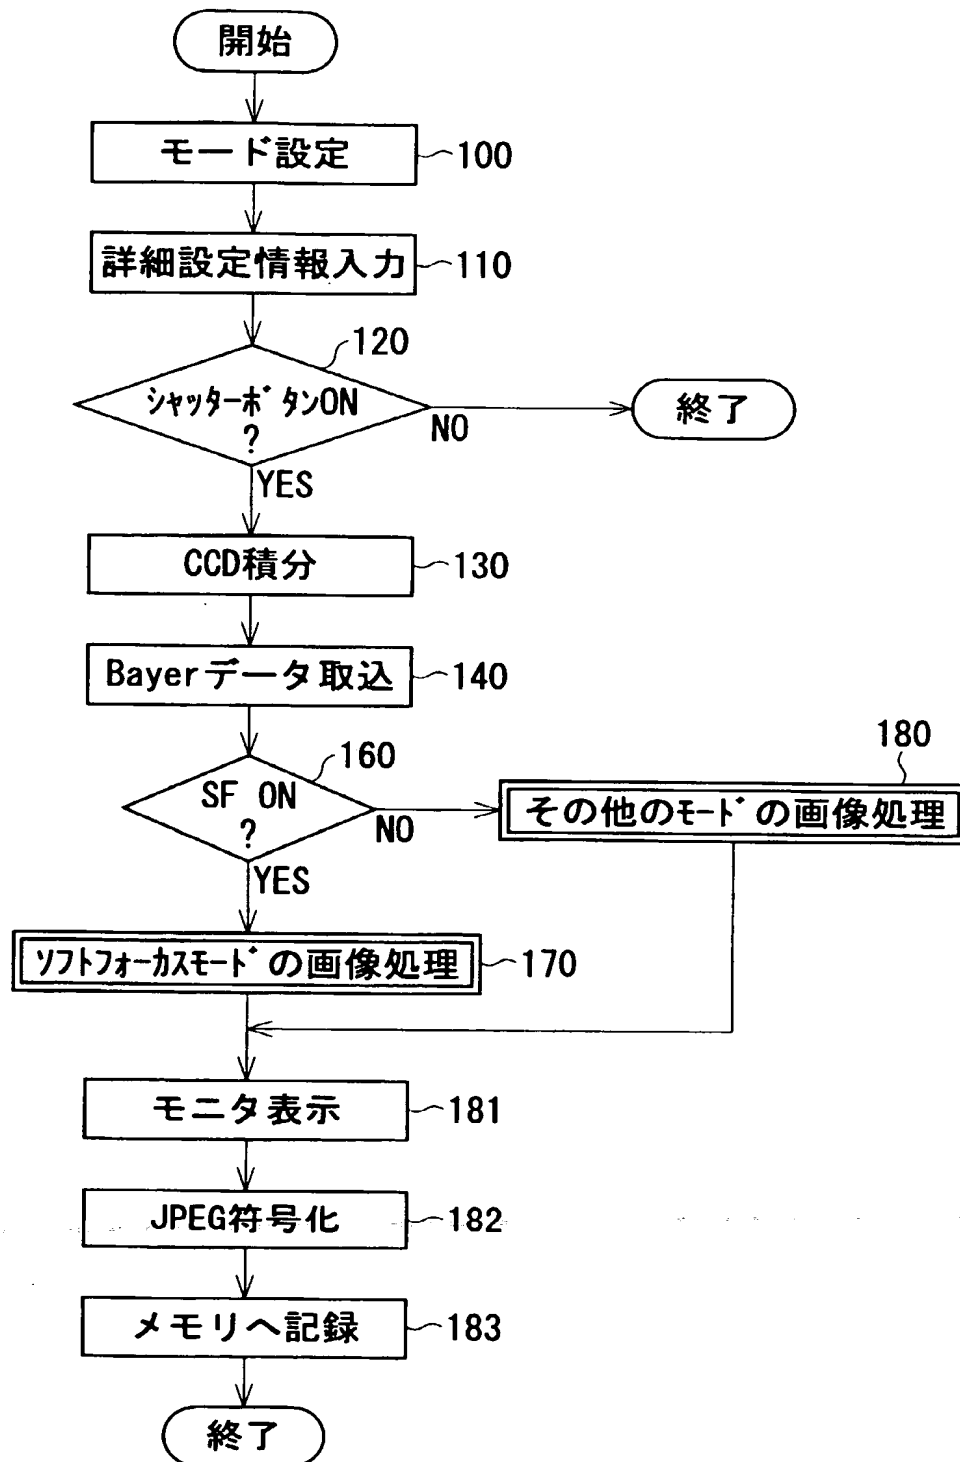 開始
モード設定
100
詳細設定情報入力
110
120
シャッターボタンON
?
NO
終了
YES
CCD積分
130
Bayerデータ取込
140
160
SF ON
?
NO
180
その他のモードの画像処理
YES
ソフトフォーカスモードの画像処理
170
モニタ表示
181
JPEG符号化
182
メモリへ記録
183
終了